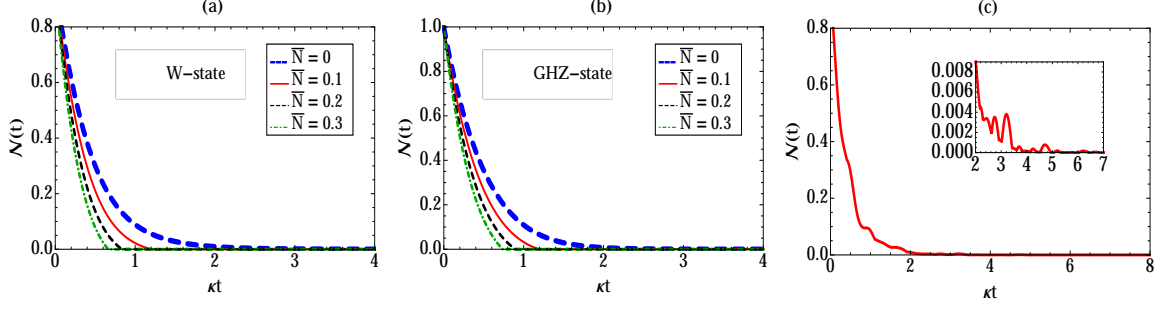 (a)
0.8
0.6
0.4
0.2
0.0
0
1
2
3
4
κt
N(t)
W−state
N̅ = 0
N̅ = 0.1
N̅ = 0.2
N̅ = 0.3
(b)
1.0
0.8
0.6
0.4
0.2
0.0
0
1
2
3
4
κt
N(t)
GHZ−state
N̅ = 0
N̅ = 0.1
N̅ = 0.2
N̅ = 0.3
(c)
0.8
0.6
0.4
0.2
0.0
0
2
4
6
8
κt
N(t)
0.008
0.006
0.004
0.002
0.000
2
3
4
5
6
7